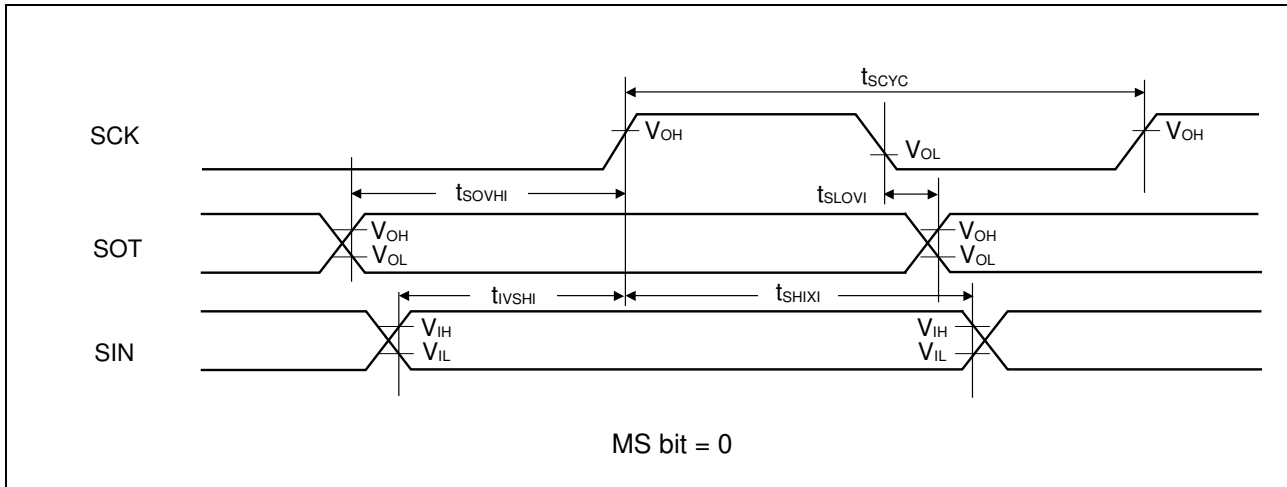 tSCYC
SCK
VOH
VOL
VOH
tSOVHI
tSLOVI
SOT
VOH
VOL
VOH
VOL
tIVSHI
tSHIXI
SIN
VIH
VIL
VIH
VIL
MS bit = 0